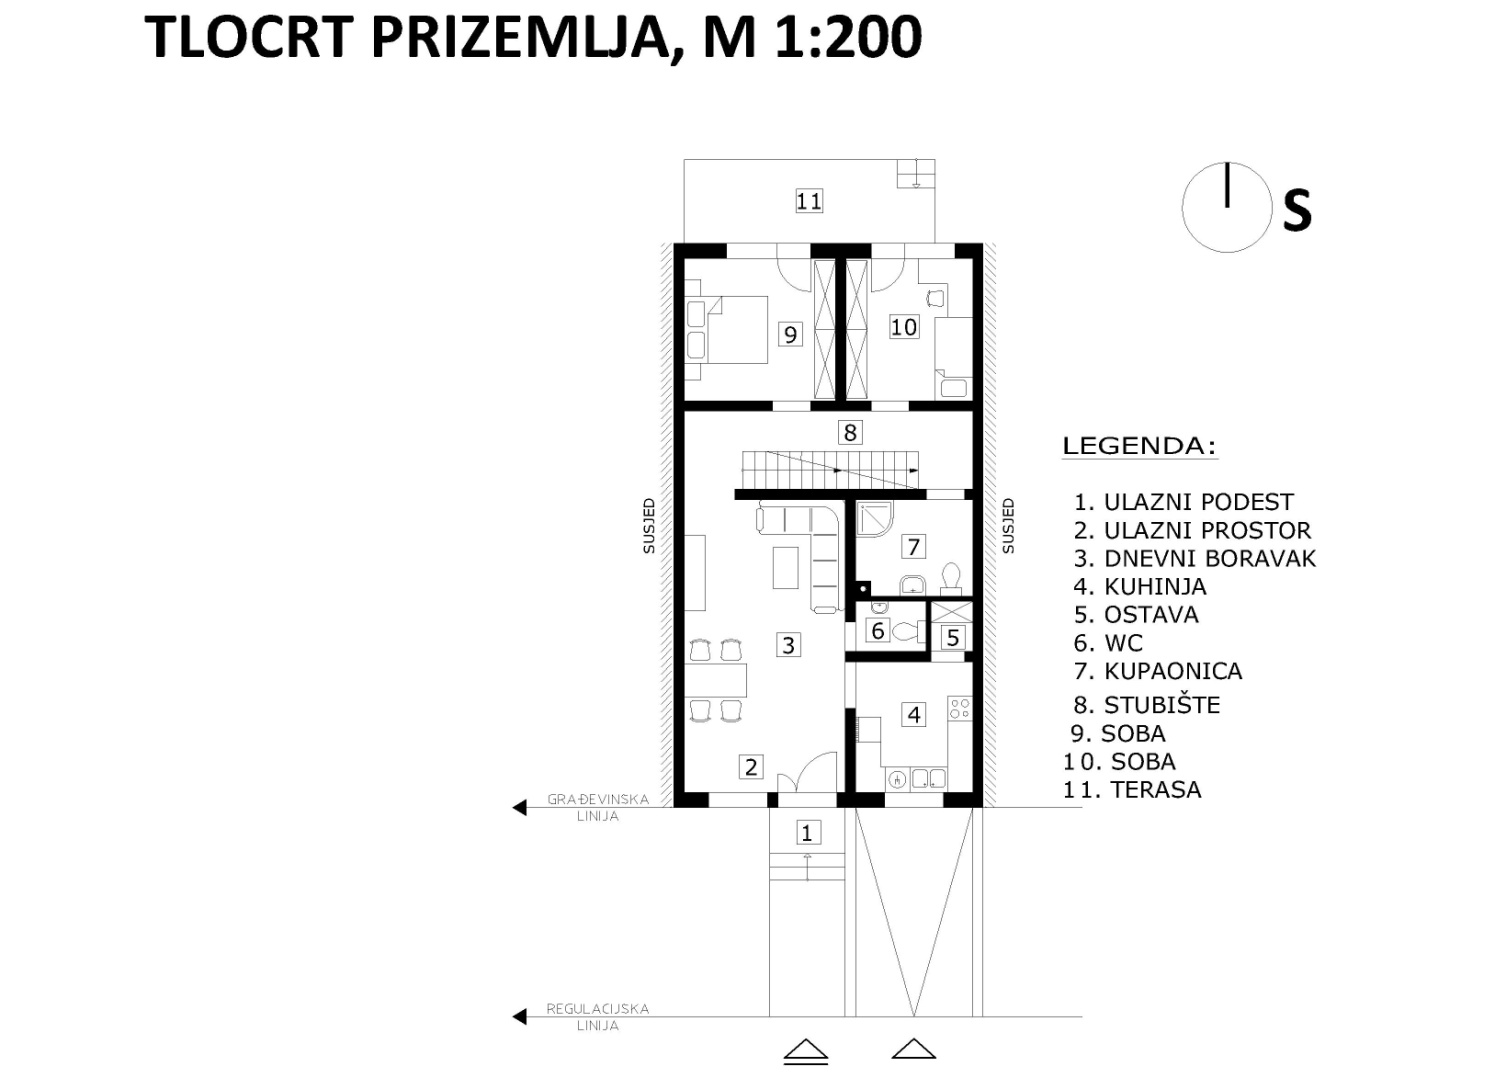 TLOCRT PRIZEMLJA, M 1:200
11
S
9
10
8
LEGENDA:
SUSJED
SUSJED
1. ULAZNI PODEST
2. ULAZNI PROSTOR
3. DNEVNI BORAVAK
4. KUHINJA
5. OSTAVA
6. WC
7. KUPAONICA
8. STUBIŠTE
9. SOBA
10. SOBA
11. TERASA
7
6
5
3
4
2
GRAĐEVINSKA
LINIJA
1
REGULACIJSKA
LINIJA